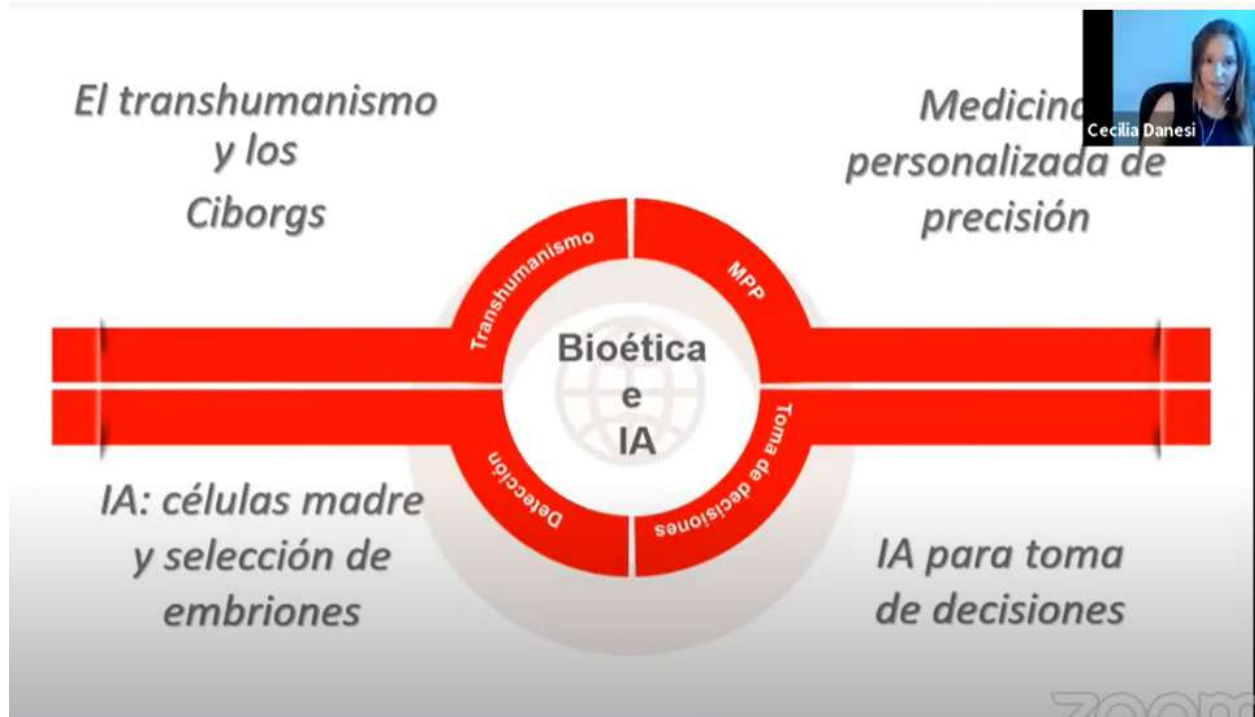 El transhumanismo
y los
Ciborgs
Medicina
personalizada de
precisión
Cecilia Danesi
Transhumanismo
MPP
Bioética
e
IA
Detección
Toma de decisiones
IA: células madre
y selección de
embriones
IA para toma
de decisiones
zoom